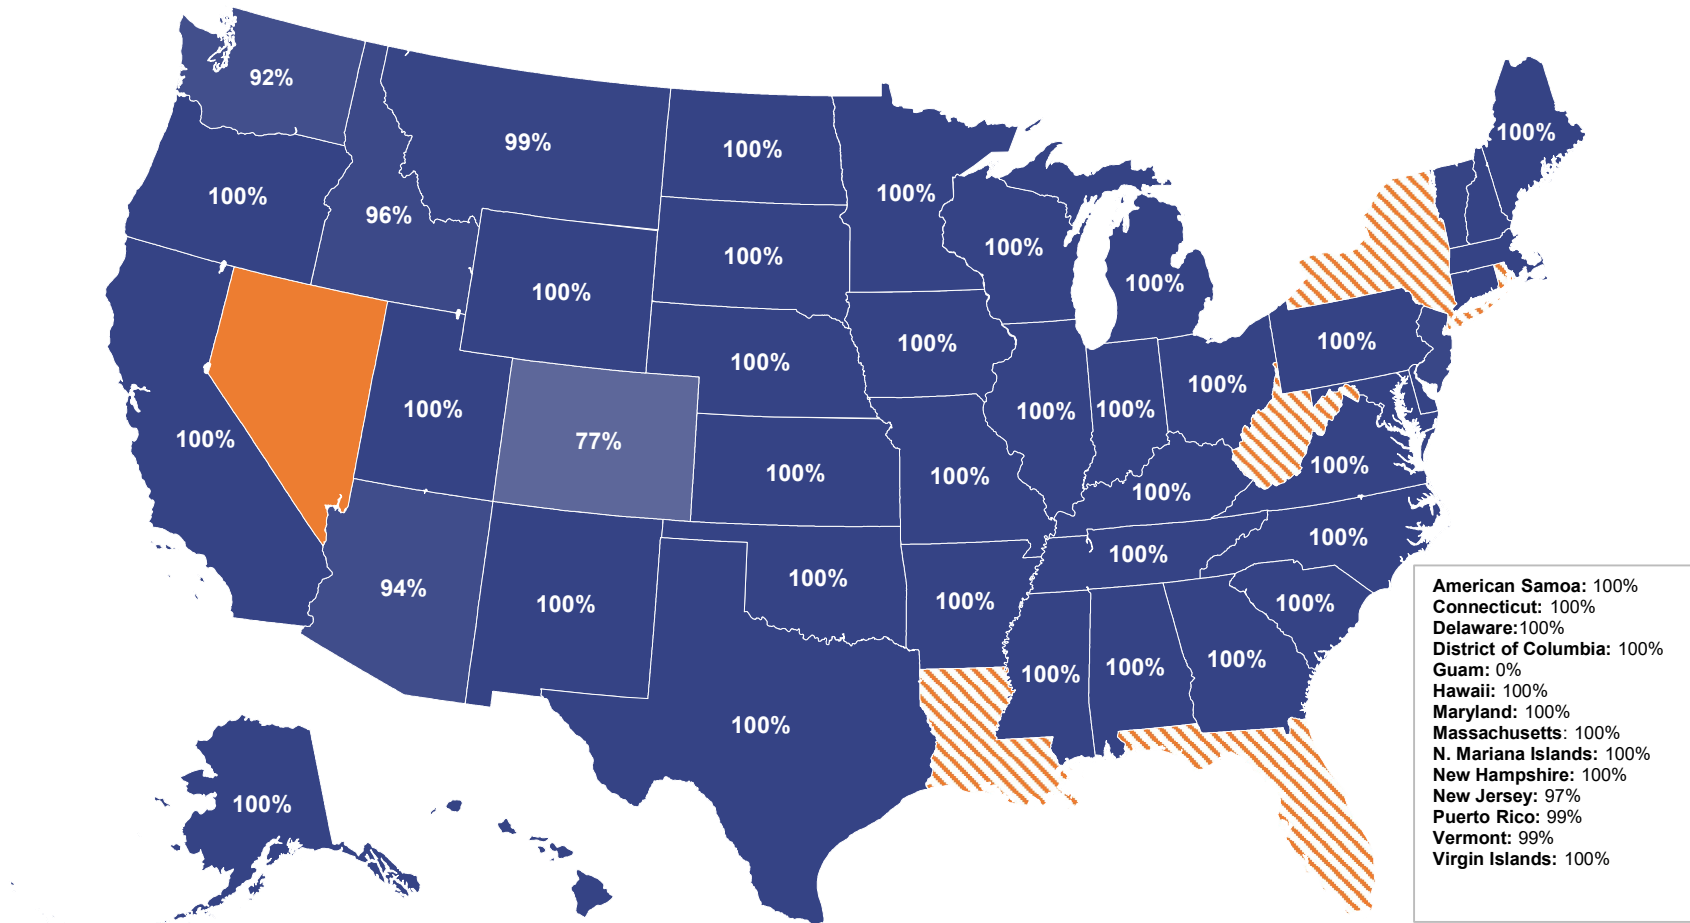 92%
99%
100%
100%
100%
100%
96%
100%
100%
100%
100%
100%
100%
100%
100%
100%
100%
100%
100%
77%
100%
100%
100%
100%
100%
100%
100%
100%
94%
100%
100%
100%
100%
100%
100%
100%
100%
100%
100%
American Samoa: 100%
Connecticut: 100%
Delaware:100%
District of Columbia: 100%
Guam: 0%
Hawaii: 100%
Maryland: 100%
Massachusetts: 100%
N. Mariana Islands: 100%
New Hampshire: 100%
New Jersey: 97%
Puerto Rico: 99%
Vermont: 99%
Virgin Islands: 100%